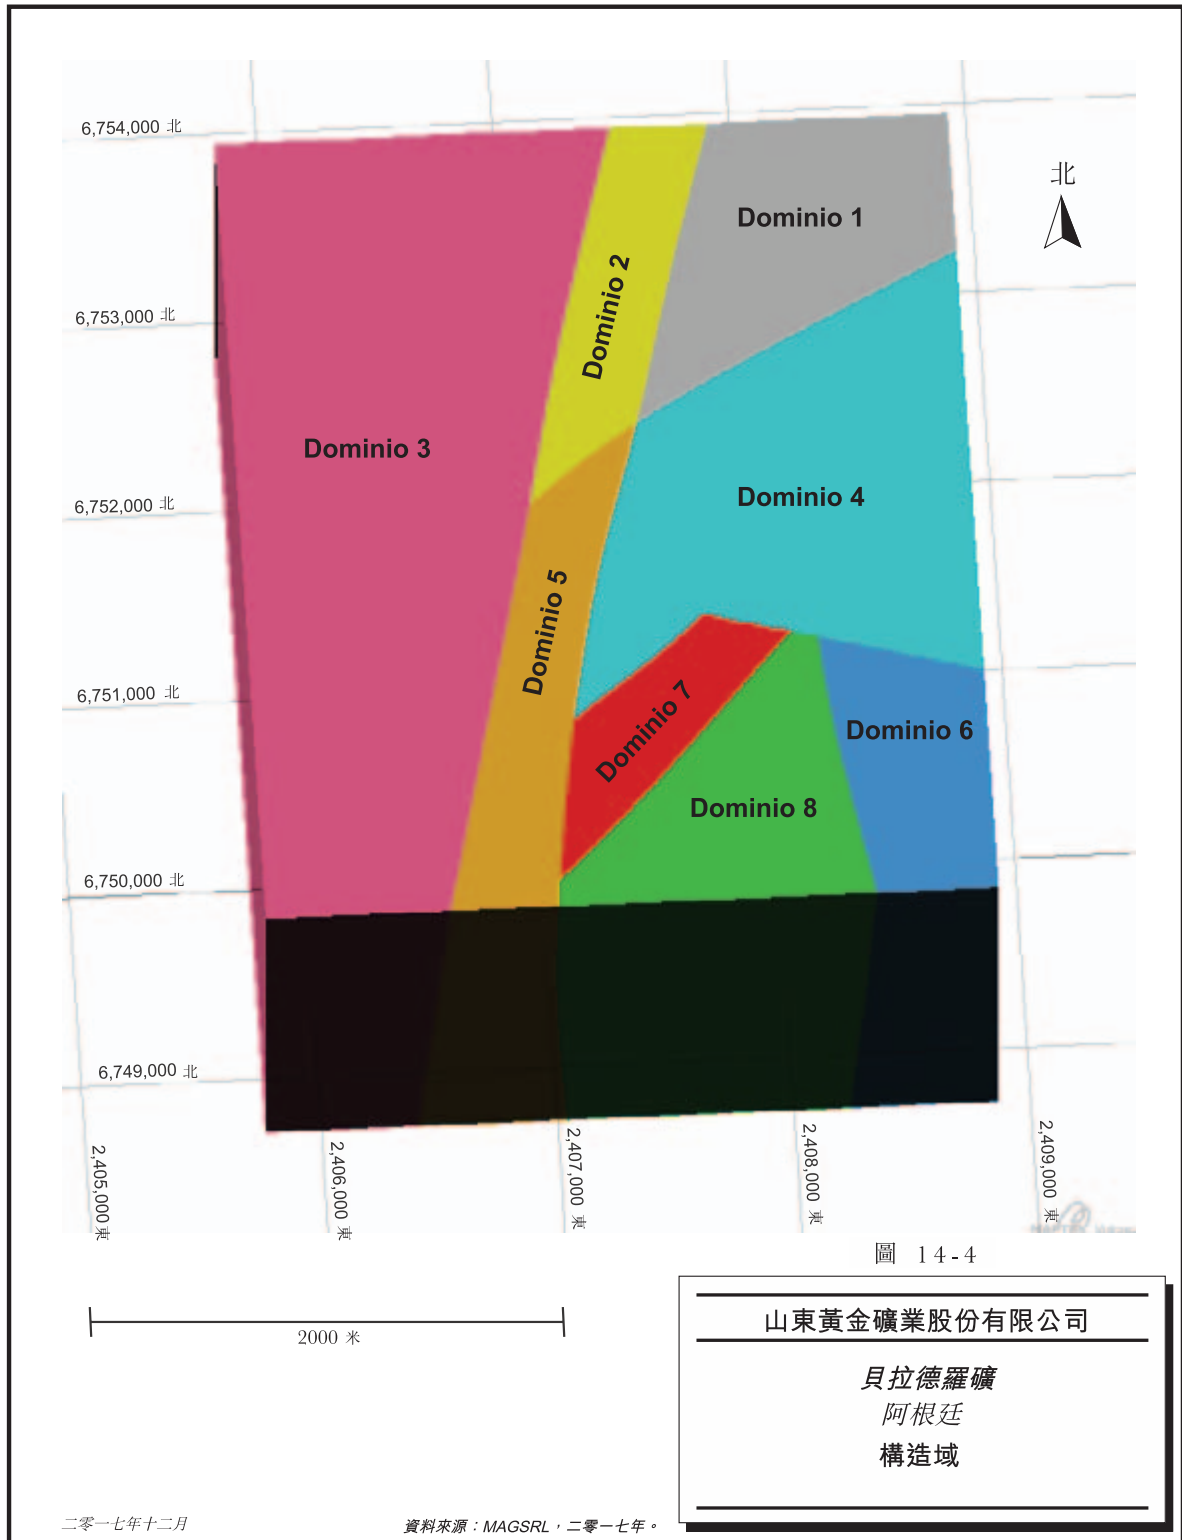 6,754,000 北
北
Dominio 1
Dominio 2
6,753,000 北
Dominio 3
Dominio 4
6,752,000 北
Dominio 5
6,751,000 北
Dominio 7
Dominio 6
Dominio 8
6,750,000 北
6,749,000 北
2,405,000 東
2,406,000 東
2,407,000 東
2,408,000 東
2,409,000 東
圖 14-4
2000 米
山東黃金礦業股份有限公司
貝拉德羅礦
阿根廷
構造域
二零一七年十二月
資料來源：MAGSRL，二零一七年。